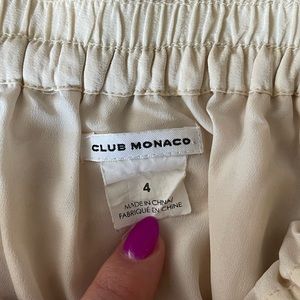 CLUB MONACO
4
MADE IN CHINA/
FABRIQUÉ EN CHINE